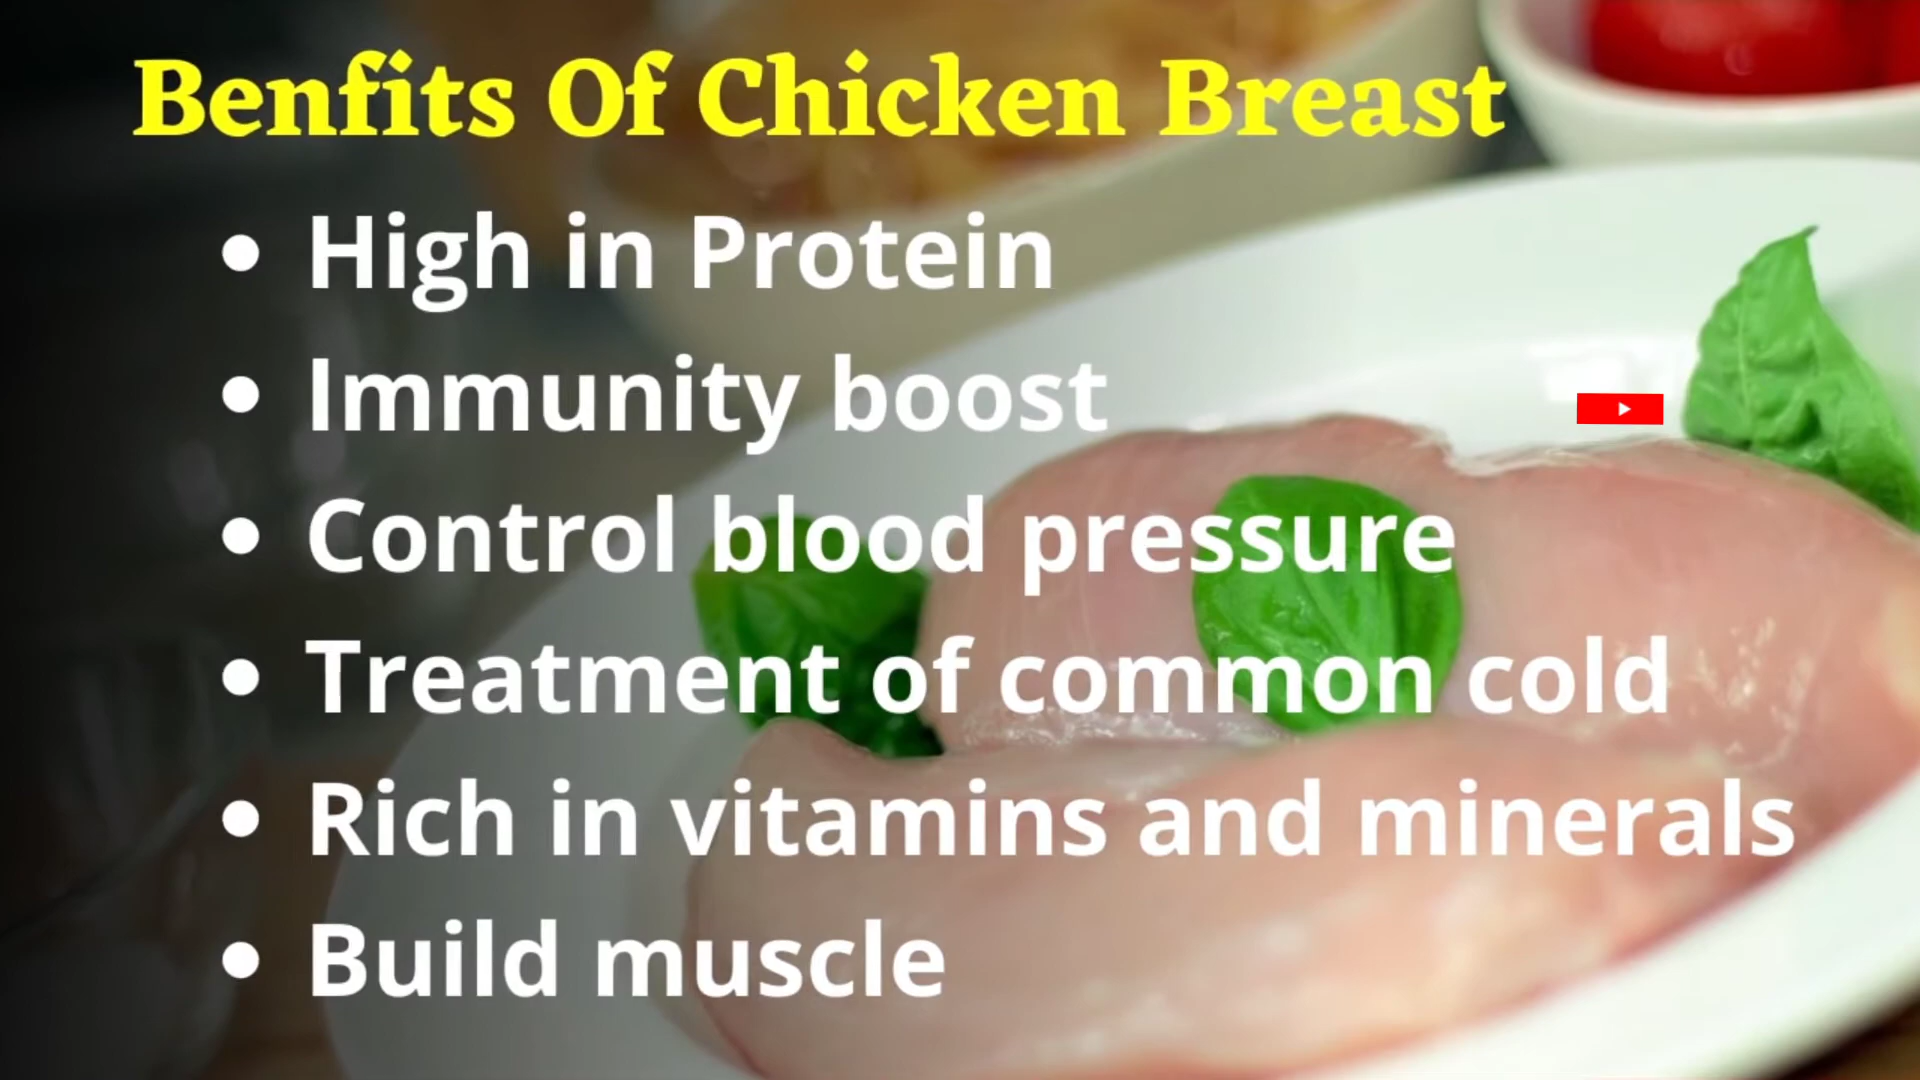 Benfits Of Chicken Breast
• High in Protein
• Immunity boost
• Control blood pressure
• Treatment of common cold
• Rich in vitamins and minerals
• Build muscle